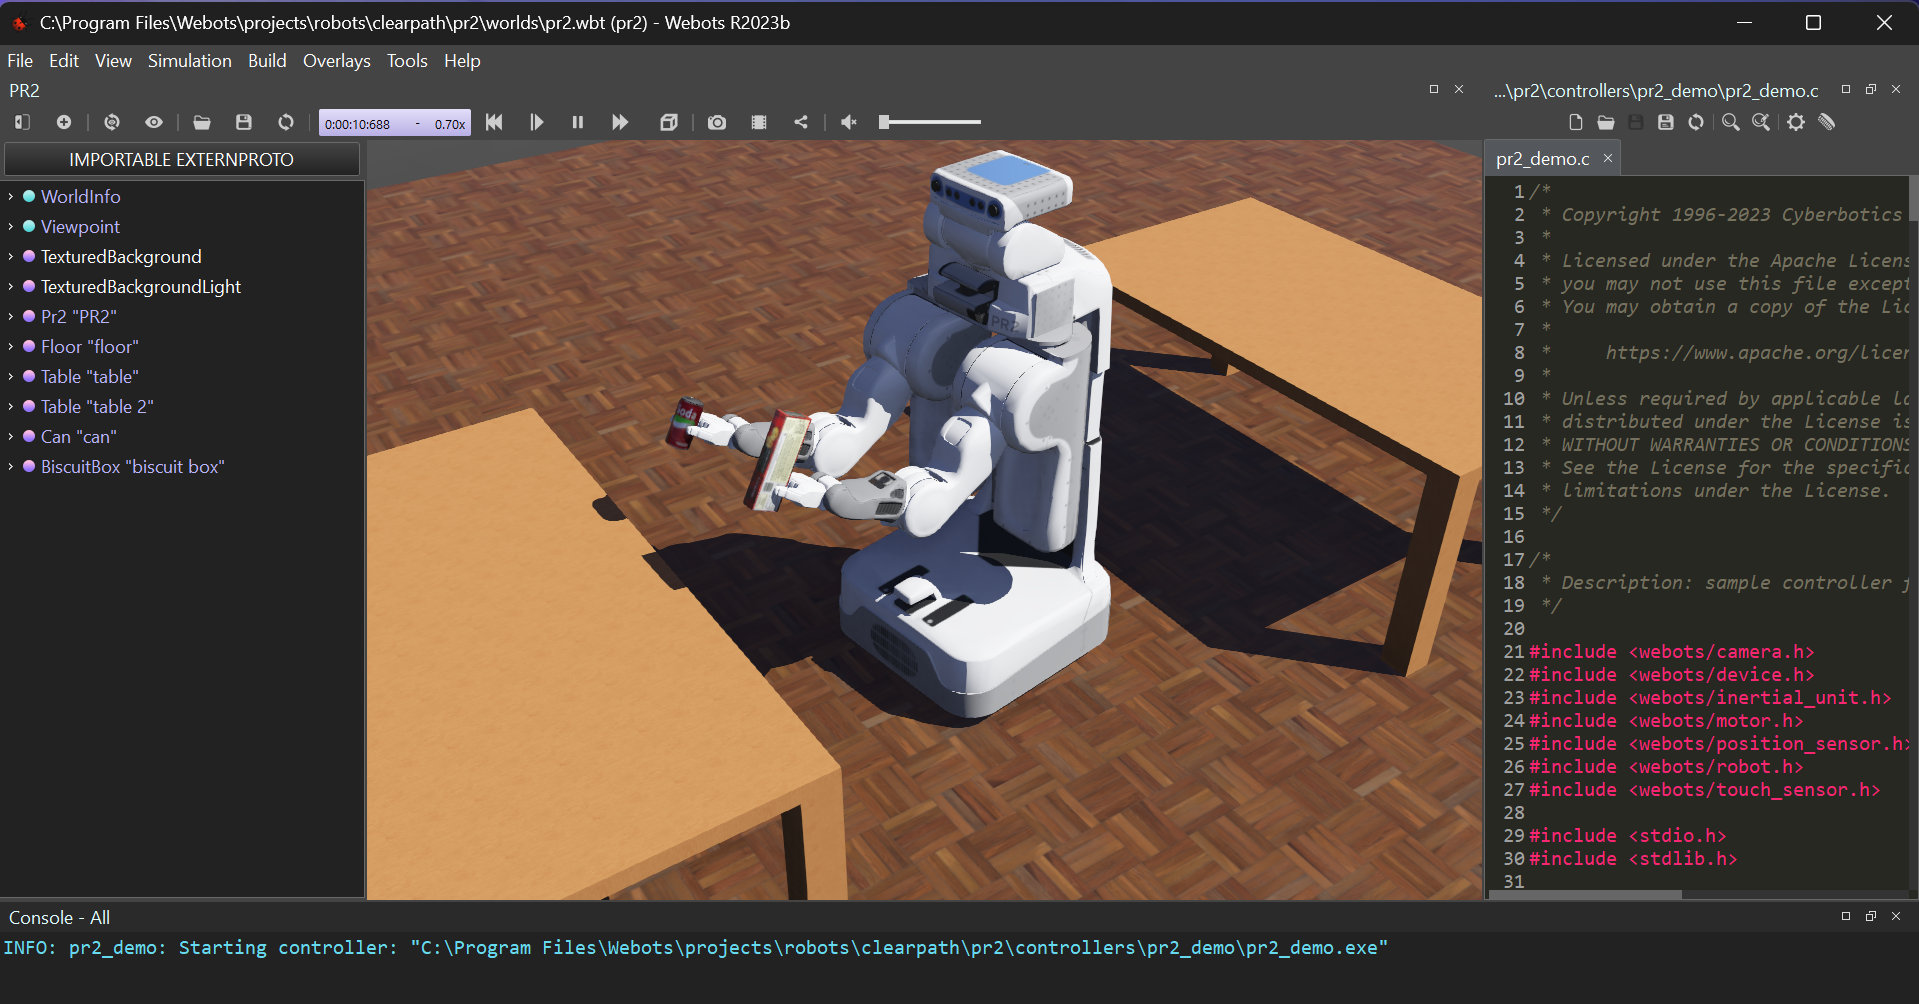 C:\Program Files\Webots\projects\robots\clearpath\pr2\worlds\pr2.wbt (pr2) - Webots R2023b
File Edit View Simulation Build Overlays Tools Help
PR2
...\pr2\controllers\pr2_demo\pr2_demo.c
0:00:10:688 - 0.70x
IMPORTABLE EXTERNPROTO
WorldInfo
Viewpoint
TexturedBackground
TexturedBackgroundLight
Pr2 "PR2"
Floor "floor"
Table "table"
Table "table 2"
Can "can"
BiscuitBox "biscuit box"
PR2
Soda
pr2_demo.c
1 /*
2 * Copyright 1996-2023 Cyberbotics
3 *
4 * Licensed under the Apache Licens
5 * you may not use this file except
6 * You may obtain a copy of the Lic
7 *
8 * https://www.apache.org/licen
9 *
10 * Unless required by applicable la
11 * distributed under the License is
12 * WITHOUT WARRANTIES OR CONDITIONS
13 * See the License for the specific
14 * limitations under the License.
15 */
16
17 /*
18 * Description: sample controller f
19 */
20
21 #include <webots/camera.h>
22 #include <webots/device.h>
23 #include <webots/inertial_unit.h>
24 #include <webots/motor.h>
25 #include <webots/position_sensor.h>
26 #include <webots/robot.h>
27 #include <webots/touch_sensor.h>
28
29 #include <stdio.h>
30 #include <stdlib.h>
31
Console - All
INFO: pr2_demo: Starting controller: "C:\Program Files\Webots\projects\robots\clearpath\pr2\controllers\pr2_demo\pr2_demo.exe"